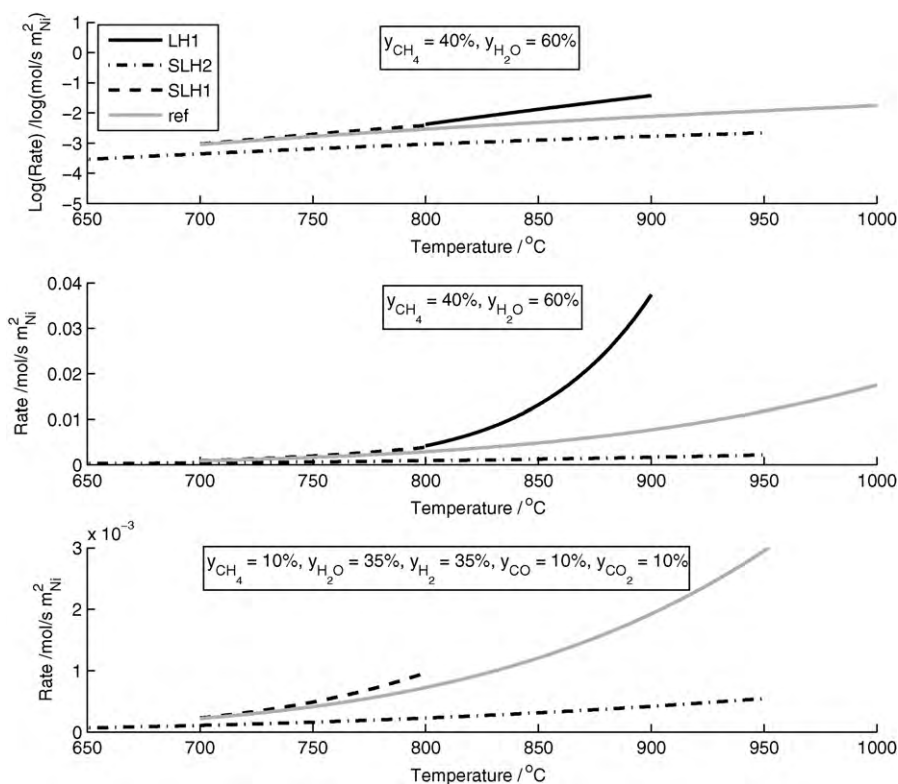 1
0
−1
−2
−3
−4
−5
Log(Rate) /log(mol/s m²Ni)
LH1
SLH2
SLH1
ref
yCH4 = 40%, yH2O = 60%
650 700 750 800 850 900 950 1000
Temperature / °C
0.04
0.03
0.02
0.01
0
Rate /mol/s m²Ni
yCH4 = 40%, yH2O = 60%
650 700 750 800 850 900 950 1000
Temperature / °C
x 10⁻³
3
2
1
0
Rate /mol/s m²Ni
yCH4 = 10%, yH2O = 35%, yH2 = 35%, yCO = 10%, yCO2 = 10%
650 700 750 800 850 900 950 1000
Temperature / °C